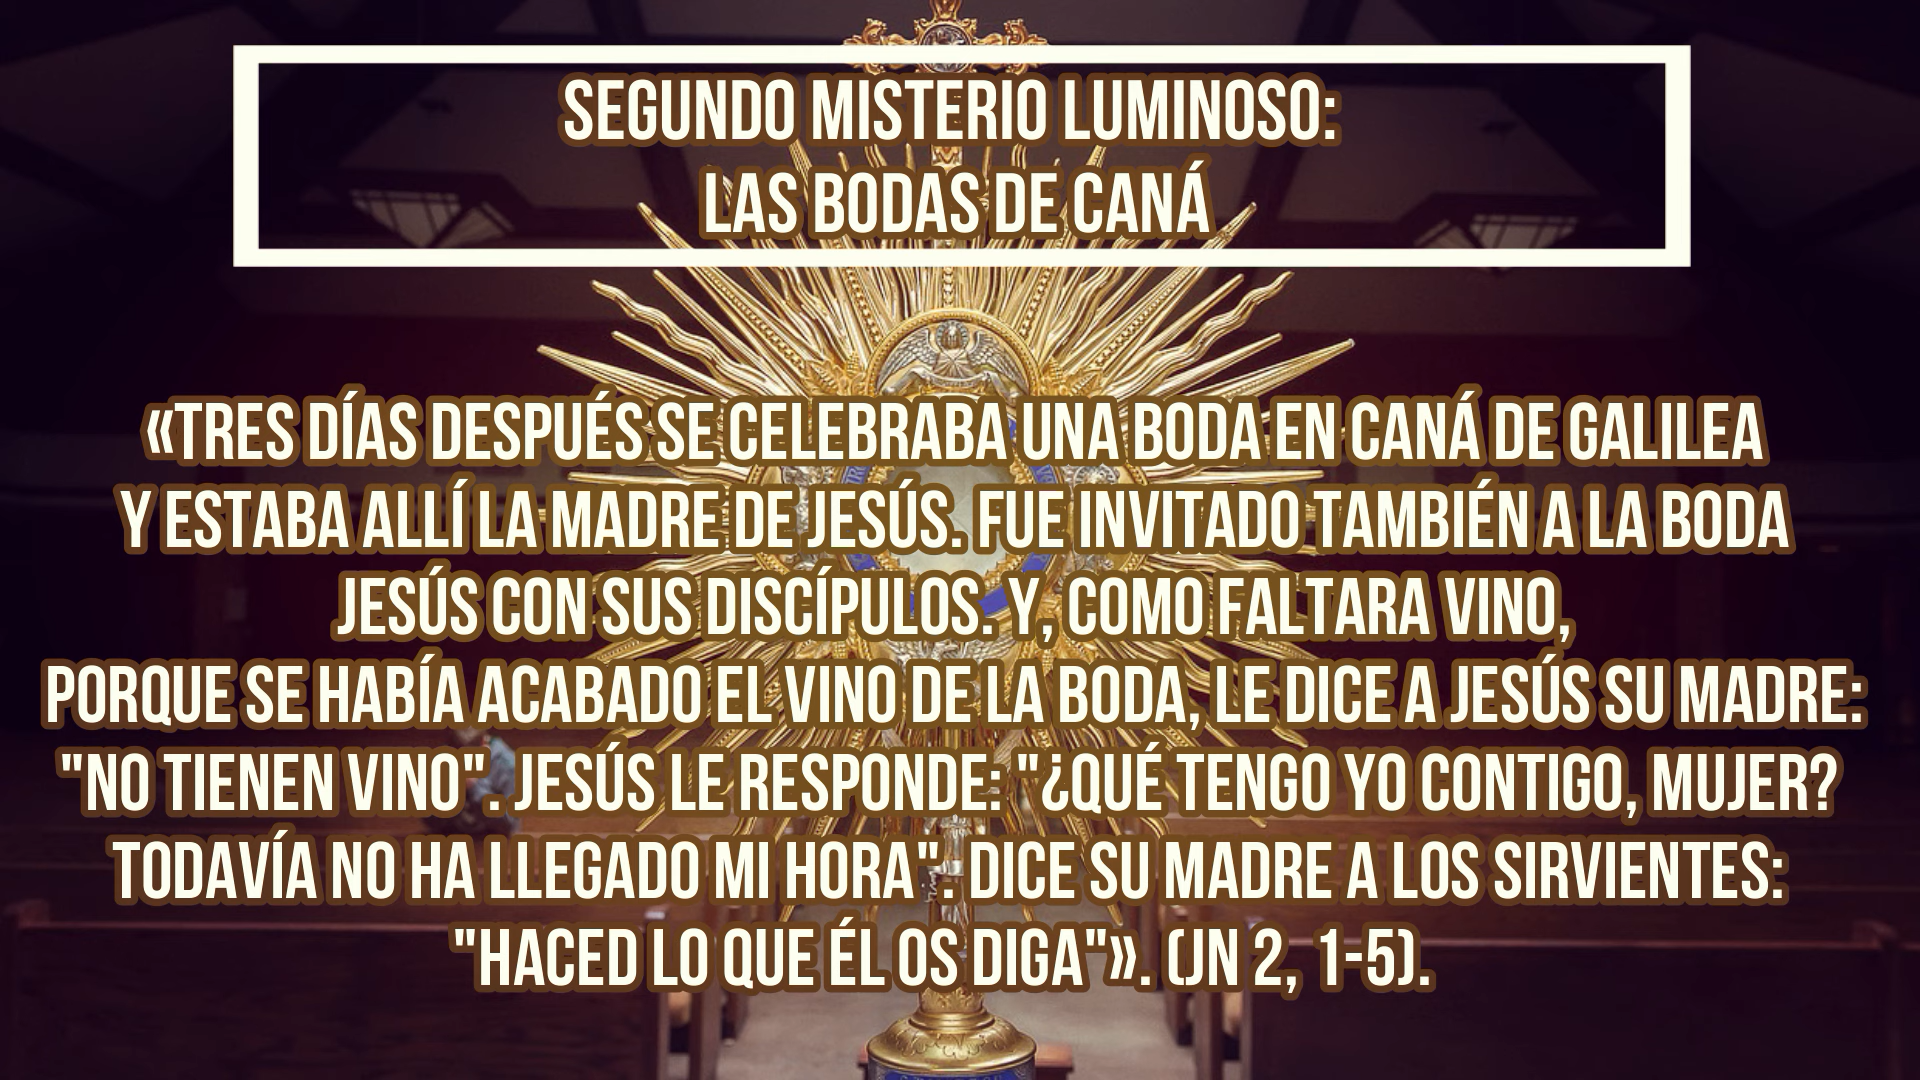 SEGUNDO MISTERIO LUMINOSO:
LAS BODAS DE CANÁ
«TRES DÍAS DESPUÉS SE CELEBRABA UNA BODA EN CANÁ DE GALILEA
Y ESTABA ALLÍ LA MADRE DE JESÚS. FUE INVITADO TAMBIÉN A LA BODA
JESÚS CON SUS DISCÍPULOS. Y, COMO FALTARA VINO,
PORQUE SE HABÍA ACABADO EL VINO DE LA BODA, LE DICE A JESÚS SU MADRE:
"NO TIENEN VINO". JESÚS LE RESPONDE: "¿QUÉ TENGO YO CONTIGO, MUJER?
TODAVÍA NO HA LLEGADO MI HORA". DICE SU MADRE A LOS SIRVIENTES:
"HACED LO QUE ÉL OS DIGA"». (JN 2, 1-5).